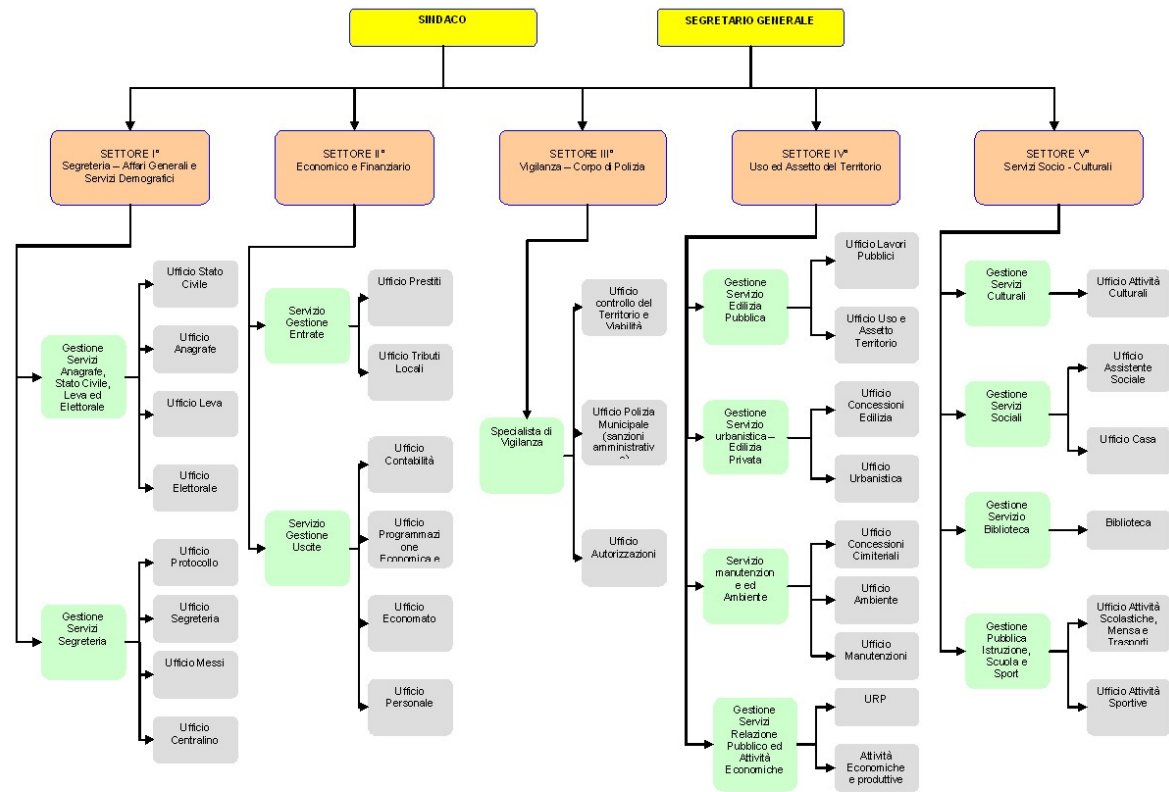 SINDACO
SEGRETARIO GENERALE
SETTORE I°
Segreteria – Affari Generali e
Servizi Demografici
SETTORE II°
Economico e Finanziario
SETTORE III°
Vigilanza – Corpo di Polizia
SETTORE IV°
Uso ed Assetto del Territorio
SETTORE V°
Servizi Socio - Culturali
Gestione
Servizi
Anagrafe,
Stato Civile,
Leva ed
Elettorale
Ufficio Stato
Civile
Ufficio
Anagrafe
Ufficio Leva
Ufficio
Elettorale
Gestione
Servizi
Segreteria
Ufficio
Protocollo
Ufficio
Segreteria
Ufficio Messi
Ufficio
Centralino
Servizio
Gestione
Entrate
Ufficio Prestiti
Ufficio Tributi
Locali
Servizio
Gestione
Uscite
Ufficio
Contabilità
Ufficio
Programmazi
one
Economica e
Ufficio
Economato
Ufficio
Personale
Specialista di
Vigilanza
Ufficio
controllo del
Territorio e
Viabilità
Ufficio Polizia
Municipale
(sanzioni
amministrativ
e)
Ufficio
Autorizzazioni
Gestione
Servizio
Edilizia
Pubblica
Ufficio Lavori
Pubblici
Ufficio Uso e
Assetto
Territorio
Gestione
Servizio
urbanistica –
Edilizia
Privata
Ufficio
Concessioni
Edilizia
Ufficio
Urbanistica
Servizio
manutenzion
e ed
Ambiente
Ufficio
Concessioni
Cimiteriali
Ufficio
Ambiente
Ufficio
Manutenzioni
Gestione
Servizi
Relazione
Pubblico ed
Attività
Economiche
URP
Attività
Economiche
e produttive
Gestione
Servizi
Culturali
Ufficio Attività
Culturali
Gestione
Servizi
Sociali
Ufficio
Assistente
Sociale
Ufficio Casa
Gestione
Servizio
Biblioteca
Biblioteca
Gestione
Pubblica
Istruzione,
Scuola e
Sport
Ufficio Attività
Scolastiche,
Mensa e
Trasporti
Ufficio Attività
Sportive